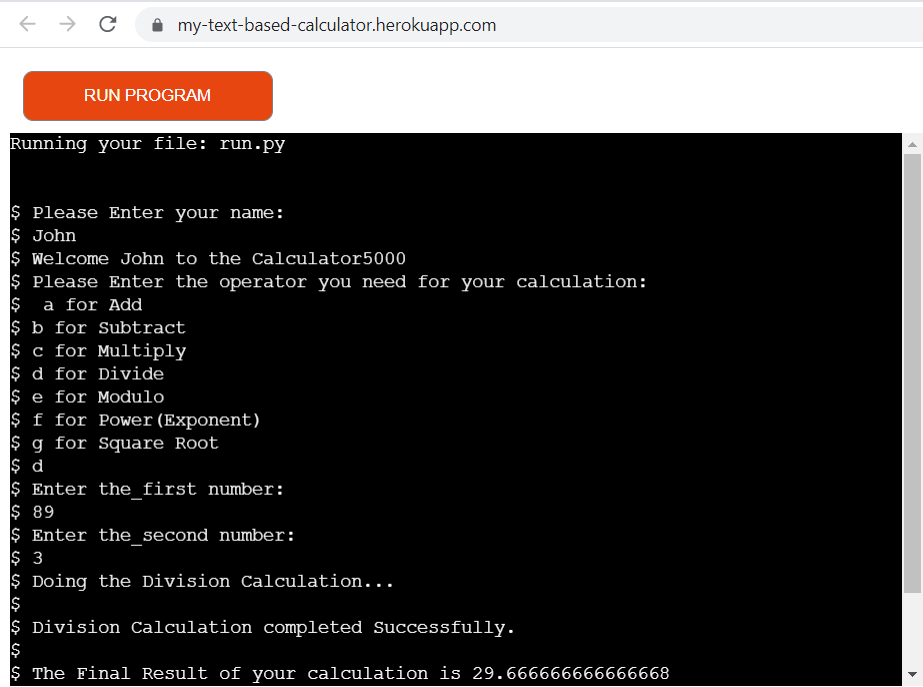 my-text-based-calculator.herokuapp.com
RUN PROGRAM
Running your file: run.py
$ Please Enter your name:
$ John
$ Welcome John to the Calculator5000
$ Please Enter the operator you need for your calculation:
$  a for Add
$ b for Subtract
$ c for Multiply
$ d for Divide
$ e for Modulo
$ f for Power(Exponent)
$ g for Square Root
$ d
$ Enter the_first number:
$ 89
$ Enter the_second number:
$ 3
$ Doing the Division Calculation...
$
$ Division Calculation completed Successfully.
$
$ The Final Result of your calculation is 29.666666666666668